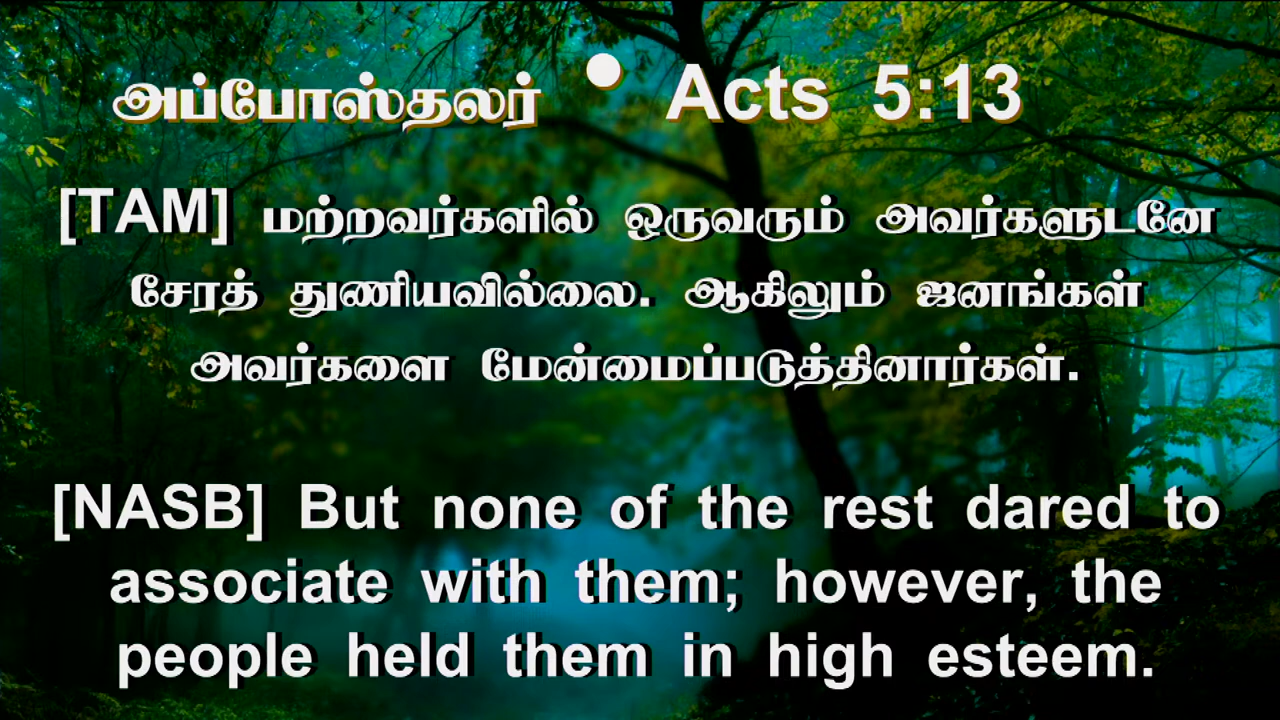 அப்போஸ்தலர் • Acts 5:13
[TAM] மற்றவர்களில் ஒருவரும் அவர்களுடனே
சேரத் துணியவில்லை. ஆகிலும் ஜனங்கள்
அவர்களை மேன்மைப்படுத்தினார்கள்.
[NASB] But none of the rest dared to
associate with them; however, the
people held them in high esteem.